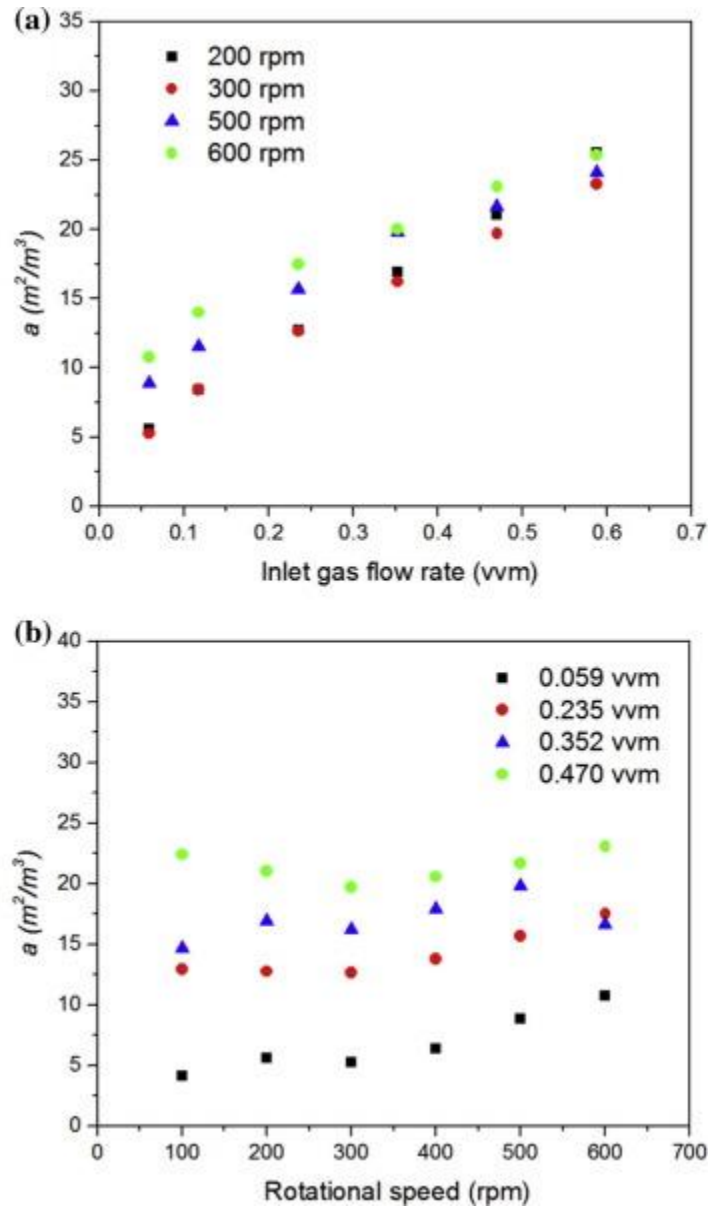 (a)
35
200 rpm
30
300 rpm
500 rpm
25
600 rpm
20
15
10
5
0
a (m²/m³)
0.0 0.1 0.2 0.3 0.4 0.5 0.6 0.7
Inlet gas flow rate (vvm)
(b)
40
35
0.059 vvm
0.235 vvm
30
0.352 vvm
0.470 vvm
25
20
15
10
5
0
a (m²/m³)
0 100 200 300 400 500 600 700
Rotational speed (rpm)